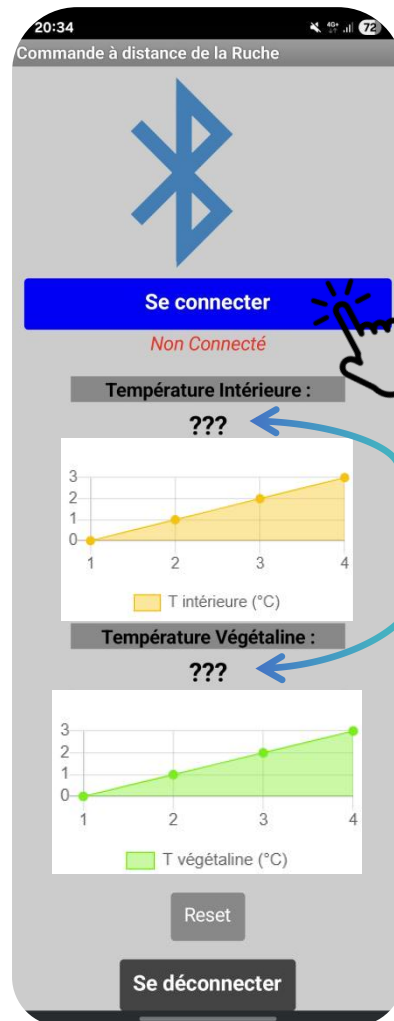 20:34 4G+ 72
Commande à distance de la Ruche
Se connecter
Non Connecté
Température Intérieure :
???
3
2
1
0
1 2 3 4
T intérieure (°C)
Température Végétaline :
???
3
2
1
0
1 2 3 4
T végétaline (°C)
Reset
Se déconnecter